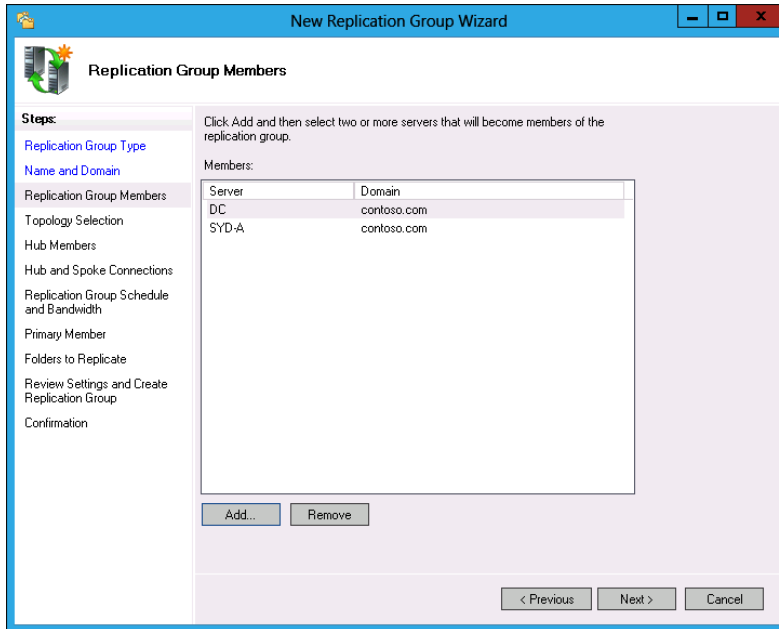 New Replication Group Wizard
Replication Group Members
Steps:
Replication Group Type
Name and Domain
Replication Group Members
Topology Selection
Hub Members
Hub and Spoke Connections
Replication Group Schedule
and Bandwidth
Primary Member
Folders to Replicate
Review Settings and Create
Replication Group
Confirmation
Click Add and then select two or more servers that will become members of the
replication group.
Members:
Server Domain
DC contoso.com
SYD-A contoso.com
Add... Remove
< Previous Next > Cancel